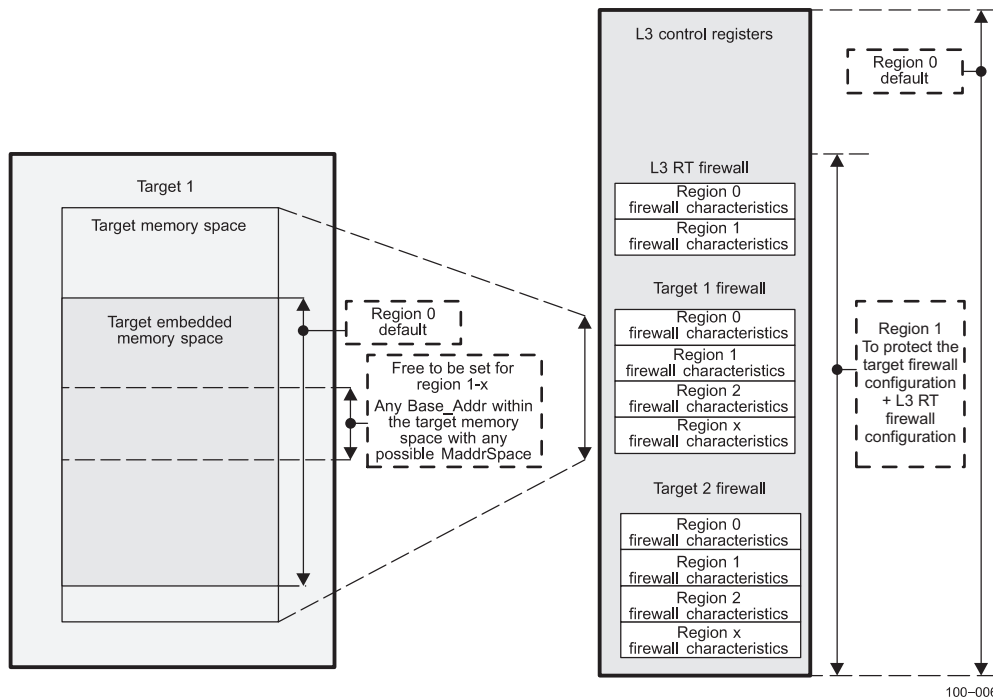 L3 control registers
Region 0
default
L3 RT firewall
Region 0
firewall characteristics
Region 1
firewall characteristics
Target 1
Target memory space
Target embedded
memory space
Region 0
default
Free to be set for
region 1-x
Any Base_Addr within
the target memory
space with any
possible MaddrSpace
Target 1 firewall
Region 0
firewall characteristics
Region 1
firewall characteristics
Region 2
firewall characteristics
Region x
firewall characteristics
Region 1
To protect the
target firewall
configuration
+ L3 RT
firewall
configuration
Target 2 firewall
Region 0
firewall characteristics
Region 1
firewall characteristics
Region 2
firewall characteristics
Region x
firewall characteristics